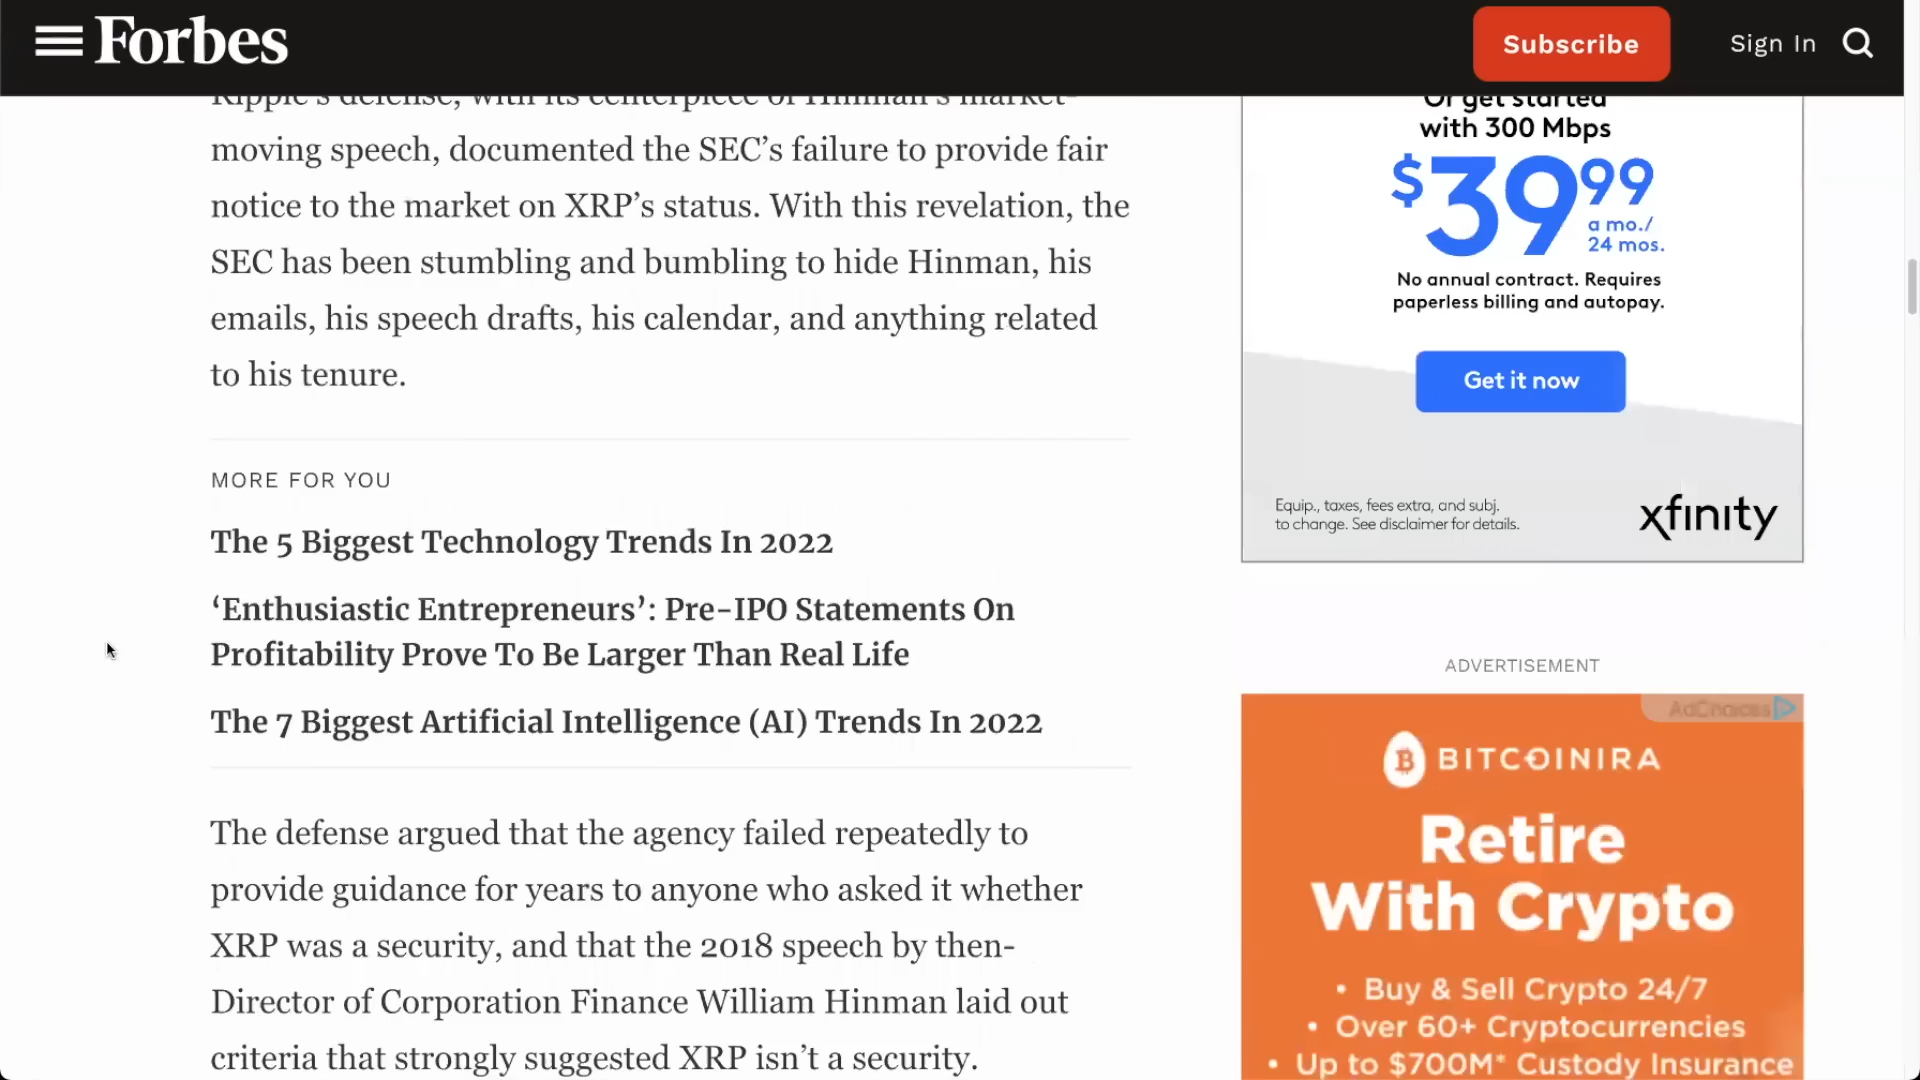 Forbes
Subscribe
Sign In
Ripple's defense, with its centerpiece of Hinman's market-
moving speech, documented the SEC's failure to provide fair
notice to the market on XRP's status. With this revelation, the
SEC has been stumbling and bumbling to hide Hinman, his
emails, his speech drafts, his calendar, and anything related
to his tenure.
MORE FOR YOU
The 5 Biggest Technology Trends In 2022
‘Enthusiastic Entrepreneurs’: Pre-IPO Statements On
Profitability Prove To Be Larger Than Real Life
The 7 Biggest Artificial Intelligence (AI) Trends In 2022
The defense argued that the agency failed repeatedly to
provide guidance for years to anyone who asked it whether
XRP was a security, and that the 2018 speech by then-
Director of Corporation Finance William Hinman laid out
criteria that strongly suggested XRP isn't a security.
Or get started
with 300 Mbps
$39.99
a mo./
24 mos.
No annual contract. Requires
paperless billing and autopay.
Get it now
Equip., taxes, fees extra, and subj.
to change. See disclaimer for details.
xfinity
ADVERTISEMENT
AdChoices
BITCOINIRA
Retire
With Crypto
• Buy & Sell Crypto 24/7
• Over 60+ Cryptocurrencies
• Up to $700M* Custody Insurance